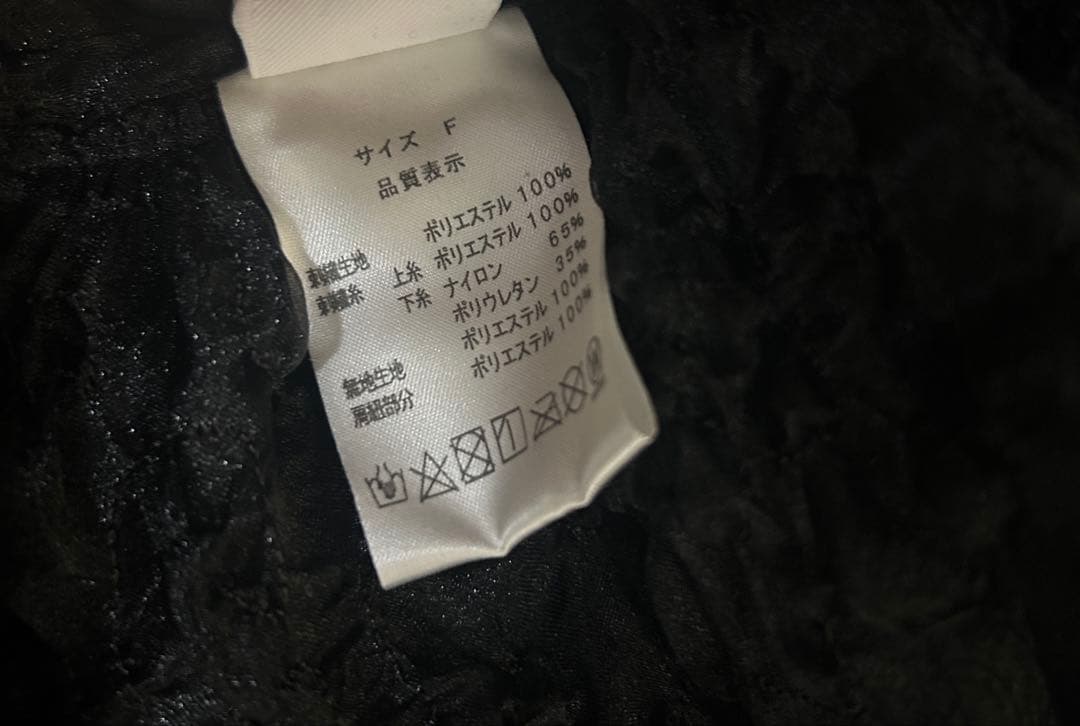 サイズ F
品質表示
刺繍生地 ポリエステル 100%
刺繍糸 上糸 ポリエステル 100%
下糸 ナイロン 65%
ポリウレタン 35%
無地生地 ポリエステル 100%
肩紐部分 ポリエステル 100%